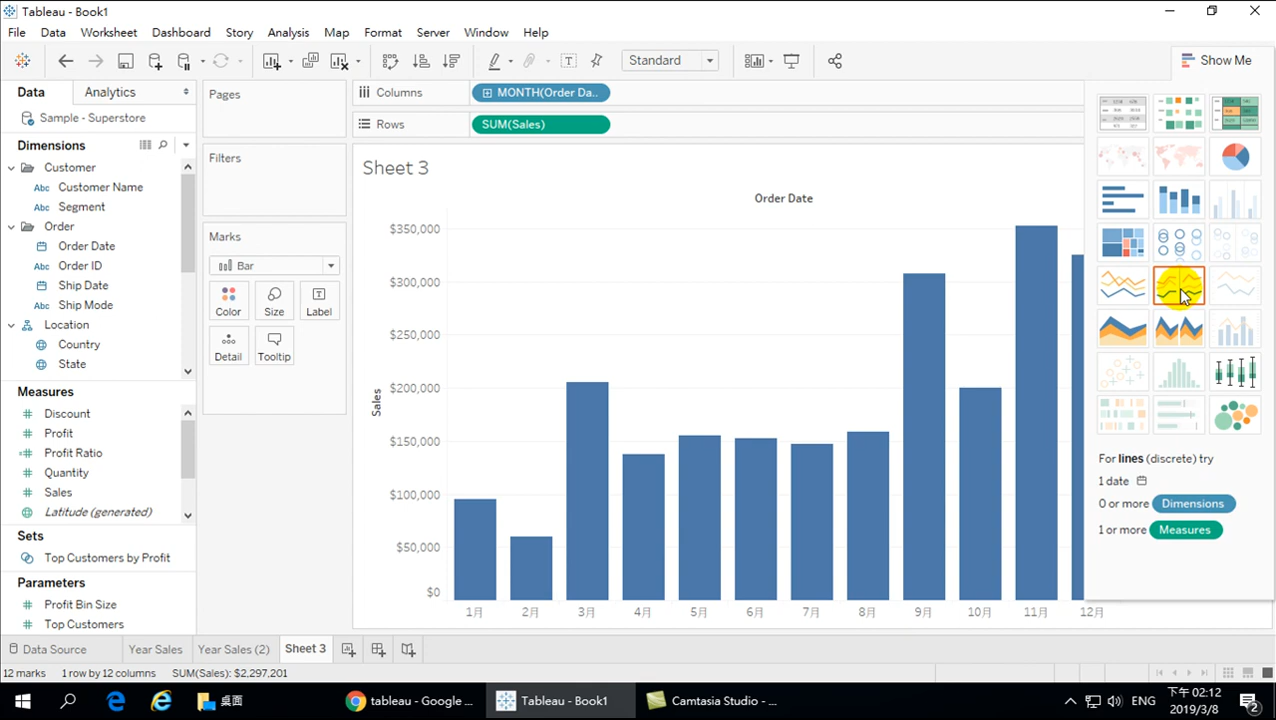 Tableau - Book1
File Data Worksheet Dashboard Story Analysis Map Format Server Window Help
Standard
Show Me
Data Analytics
Sample - Superstore
Dimensions
Customer
Abc Customer Name
Abc Segment
Order
Order Date
Abc Order ID
Ship Date
Abc Ship Mode
Location
Country
State
Measures
Discount
Profit
Profit Ratio
Quantity
Sales
Latitude (generated)
Sets
Top Customers by Profit
Parameters
Profit Bin Size
Top Customers
Pages
Filters
Marks
Bar
Color Size Label
Detail Tooltip
Columns MONTH(Order Da..
Rows SUM(Sales)
Sheet 3
Order Date
Sales
$350,000
$300,000
$250,000
$200,000
$150,000
$100,000
$50,000
$0
1月 2月 3月 4月 5月 6月 7月 8月 9月 10月 11月 12月
For lines (discrete) try
1 date
0 or more Dimensions
1 or more Measures
Data Source Year Sales Year Sales (2) Sheet 3
12 marks 1 row by 12 columns SUM(Sales): $2,297,201
桌面
tableau - Google ...
Tableau - Book1
Camtasia Studio - ...
ENG
下午 02:12
2019/3/8
2